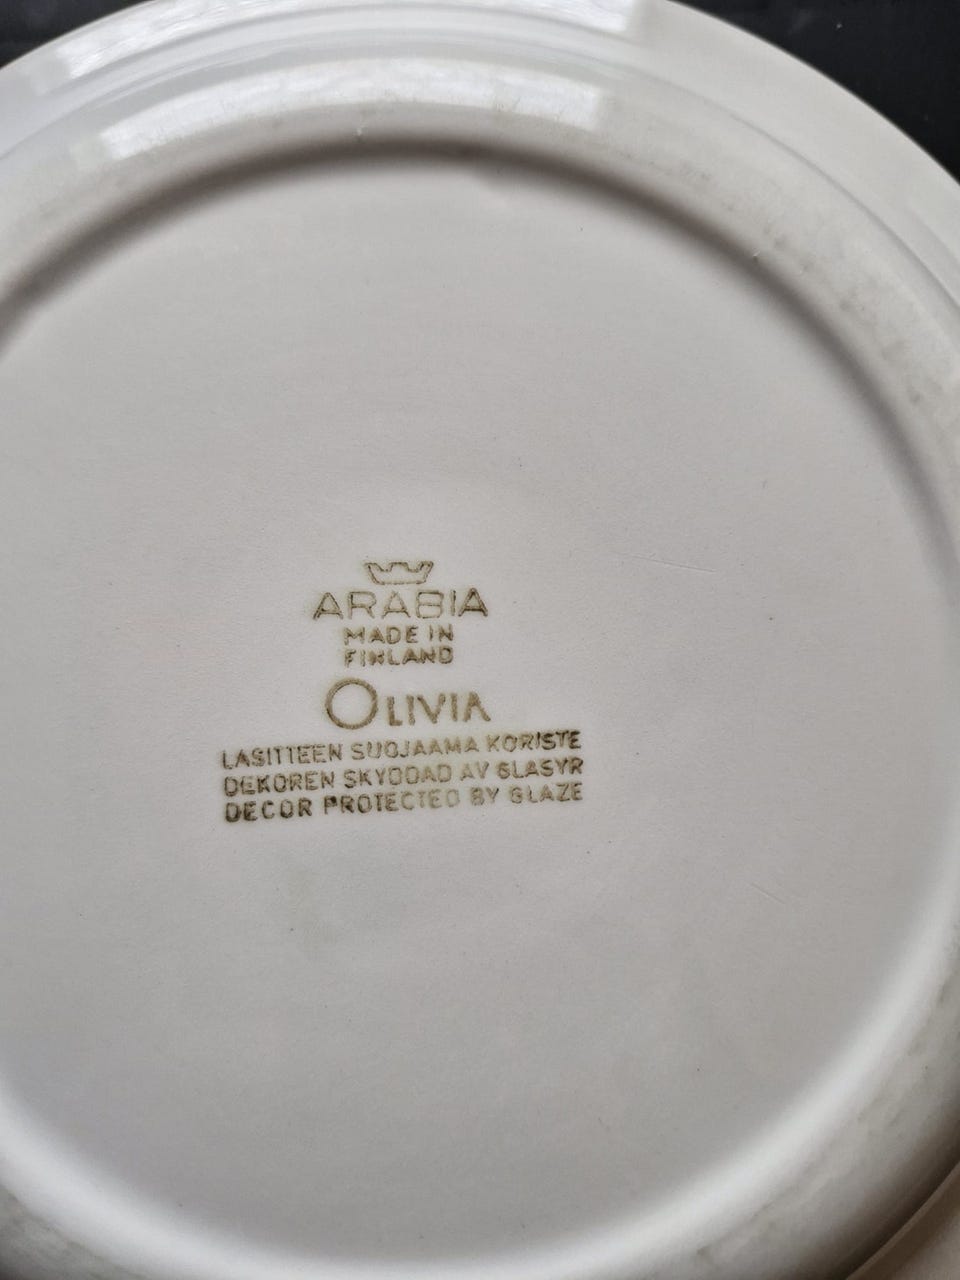 ARABIA
MADE IN
FINLAND
OLIVIA
LASITTEEN SUOJAAMA KORISTE
DEKOREN SKYDDAD AV GLASYR
DECOR PROTECTED BY GLAZE